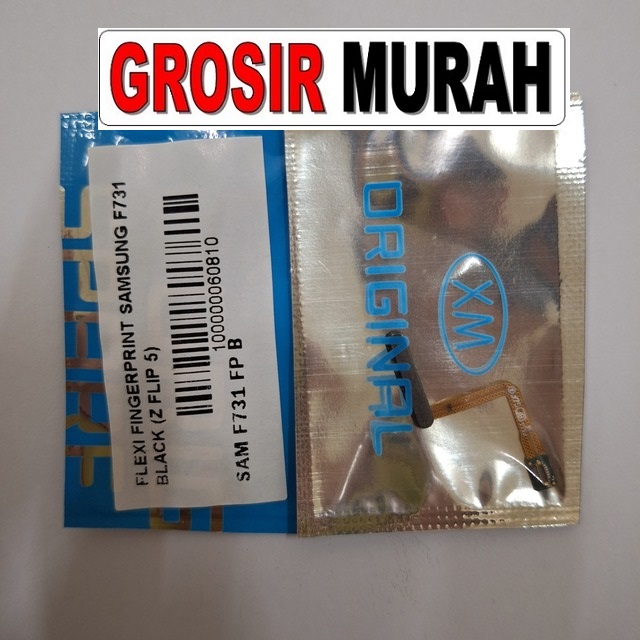 GROSIR MURAH
FLEXI FINGERPRINT SAMSUNG F731
BLACK (Z FLIP 5)
1000000060810
SAM F731 FP B
ORIGINAL
XM